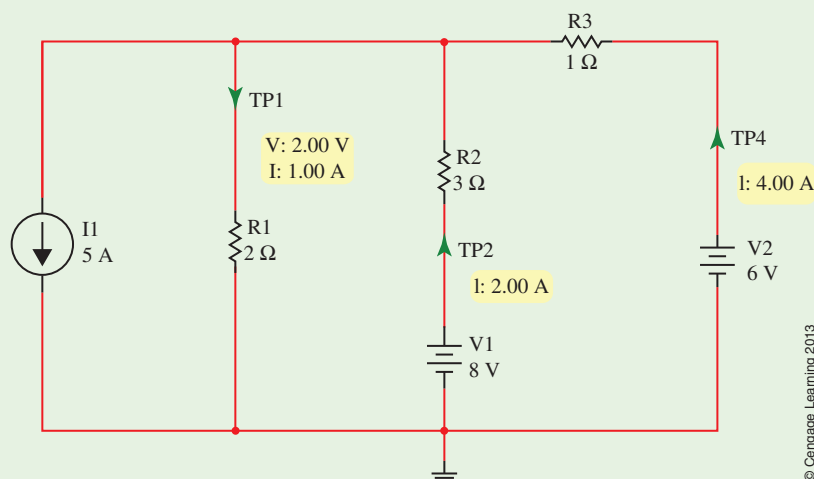 R3
1 Ω
TP1
V: 2.00 V
I: 1.00 A
TP4
I: 4.00 A
R2
3 Ω
I1
5 A
R1
2 Ω
TP2
I: 2.00 A
V2
6 V
V1
8 V
© Cengage Learning 2013